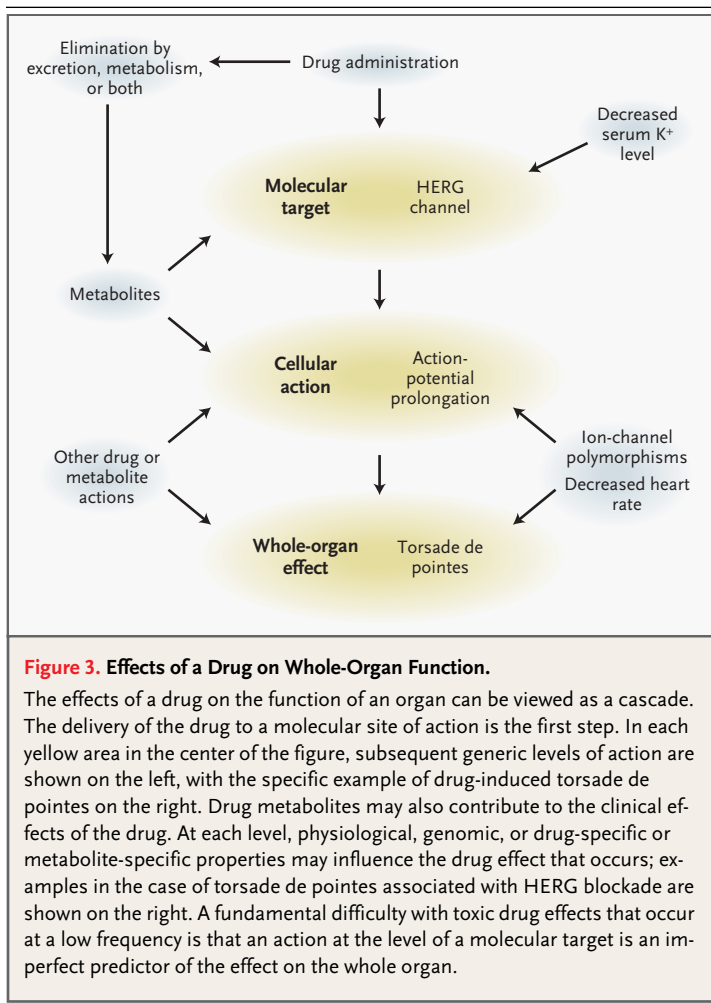 Elimination by
excretion, metabolism,
or both
Drug administration
Decreased
serum K+
level
Molecular
target
HERG
channel
Metabolites
Cellular
action
Action-
potential
prolongation
Other drug or
metabolite
actions
Ion-channel
polymorphisms
Decreased heart
rate
Whole-organ
effect
Torsade de
pointes
Figure 3. Effects of a Drug on Whole-Organ Function.
The effects of a drug on the function of an organ can be viewed as a cascade.
The delivery of the drug to a molecular site of action is the first step. In each
yellow area in the center of the figure, subsequent generic levels of action are
shown on the left, with the specific example of drug-induced torsade de
pointes on the right. Drug metabolites may also contribute to the clinical ef-
fects of the drug. At each level, physiological, genomic, or drug-specific or
metabolite-specific properties may influence the drug effect that occurs; ex-
amples in the case of torsade de pointes associated with HERG blockade are
shown on the right. A fundamental difficulty with toxic drug effects that occur
at a low frequency is that an action at the level of a molecular target is an im-
perfect predictor of the effect on the whole organ.